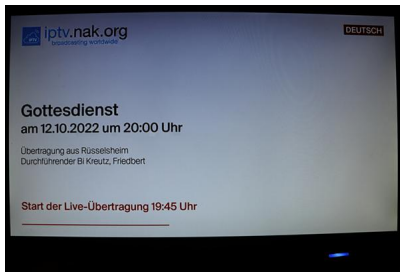 iptv.nak.org
broadcasting worldwide
DEUTSCH
Gottesdienst
am 12.10.2022 um 20:00 Uhr
Übertragung aus Rüsselsheim
Durchführender Bi Kreutz, Friedbert
Start der Live-Übertragung 19:45 Uhr